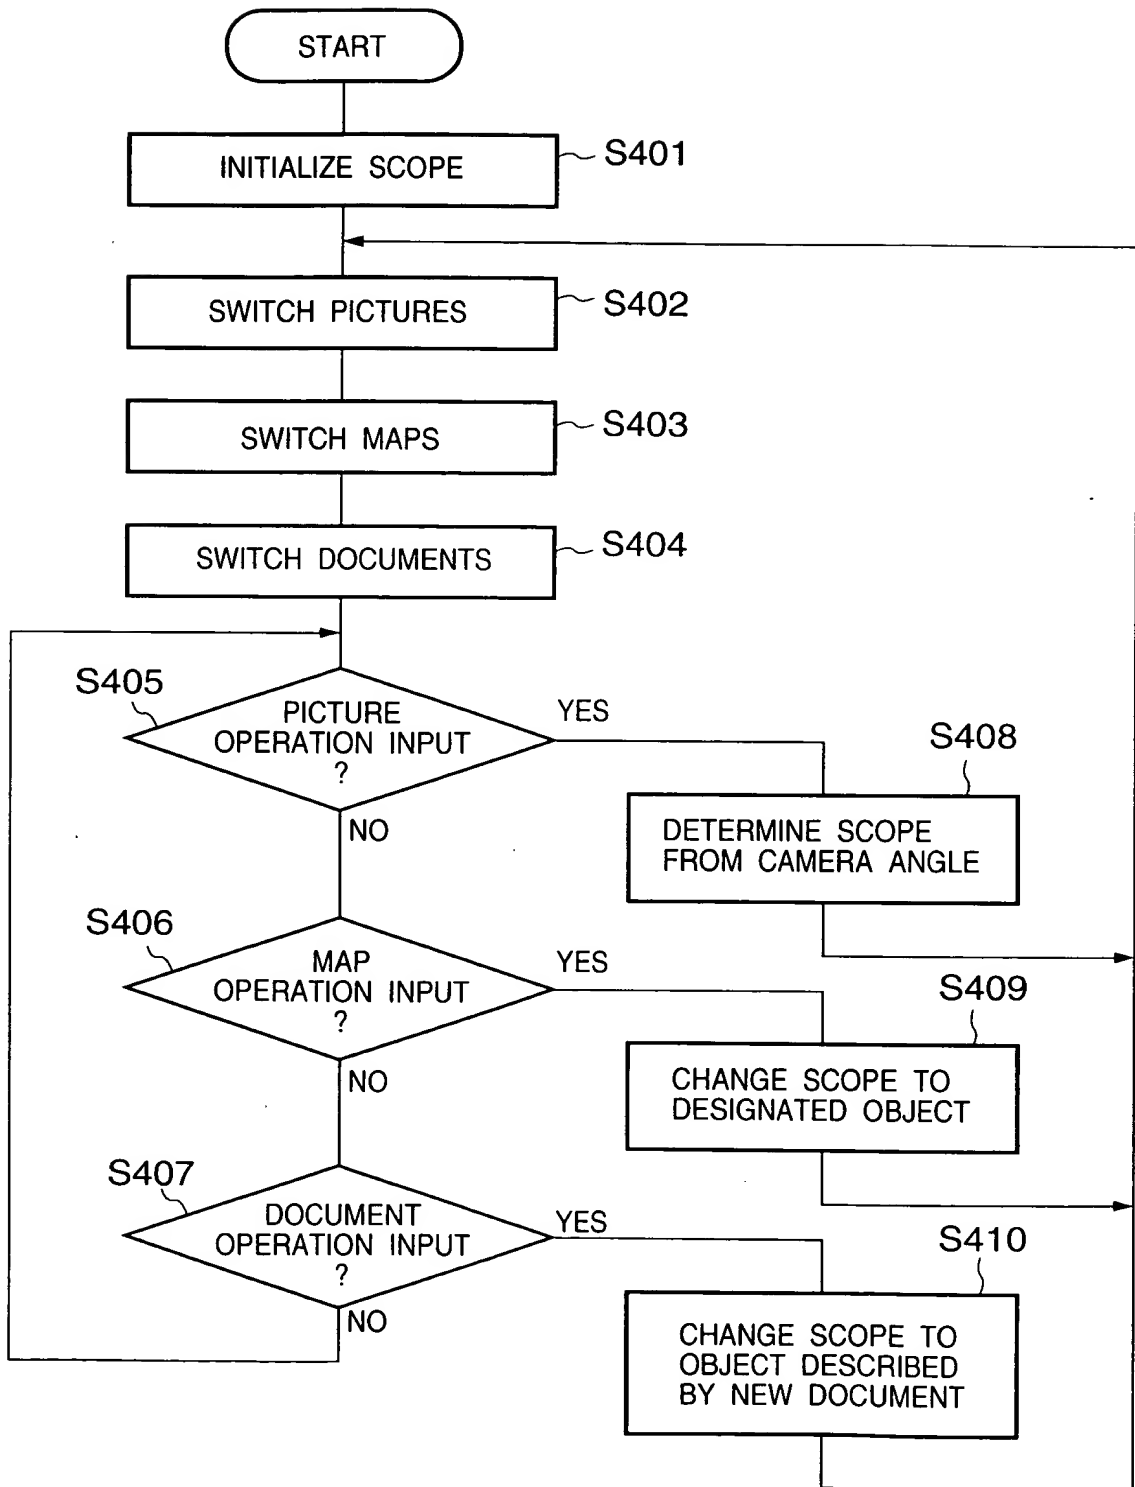 START
INITIALIZE SCOPE
S401
SWITCH PICTURES
S402
SWITCH MAPS
S403
SWITCH DOCUMENTS
S404
S405
PICTURE
OPERATION INPUT
?
YES
NO
S408
DETERMINE SCOPE
FROM CAMERA ANGLE
S406
MAP
OPERATION INPUT
?
YES
NO
S409
CHANGE SCOPE TO
DESIGNATED OBJECT
S407
DOCUMENT
OPERATION INPUT
?
YES
NO
S410
CHANGE SCOPE TO
OBJECT DESCRIBED
BY NEW DOCUMENT